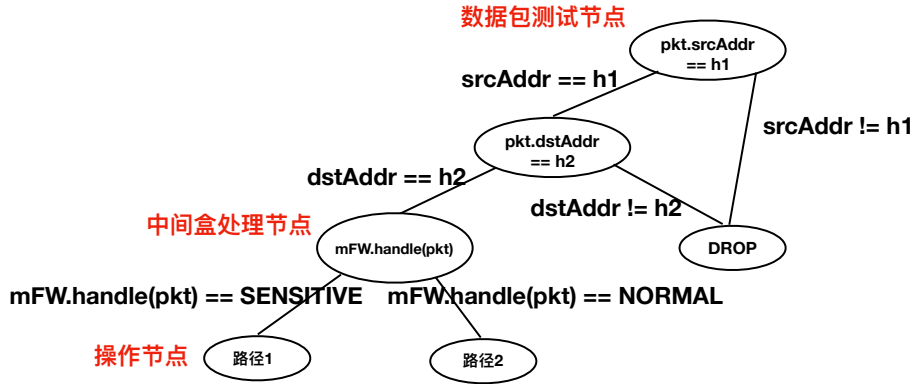 数据包测试节点
pkt.srcAddr
== h1
srcAddr == h1
srcAddr != h1
pkt.dstAddr
== h2
dstAddr == h2
dstAddr != h2
中间盒处理节点
mFW.handle(pkt)
DROP
mFW.handle(pkt) == SENSITIVE
mFW.handle(pkt) == NORMAL
操作节点
路径1
路径2